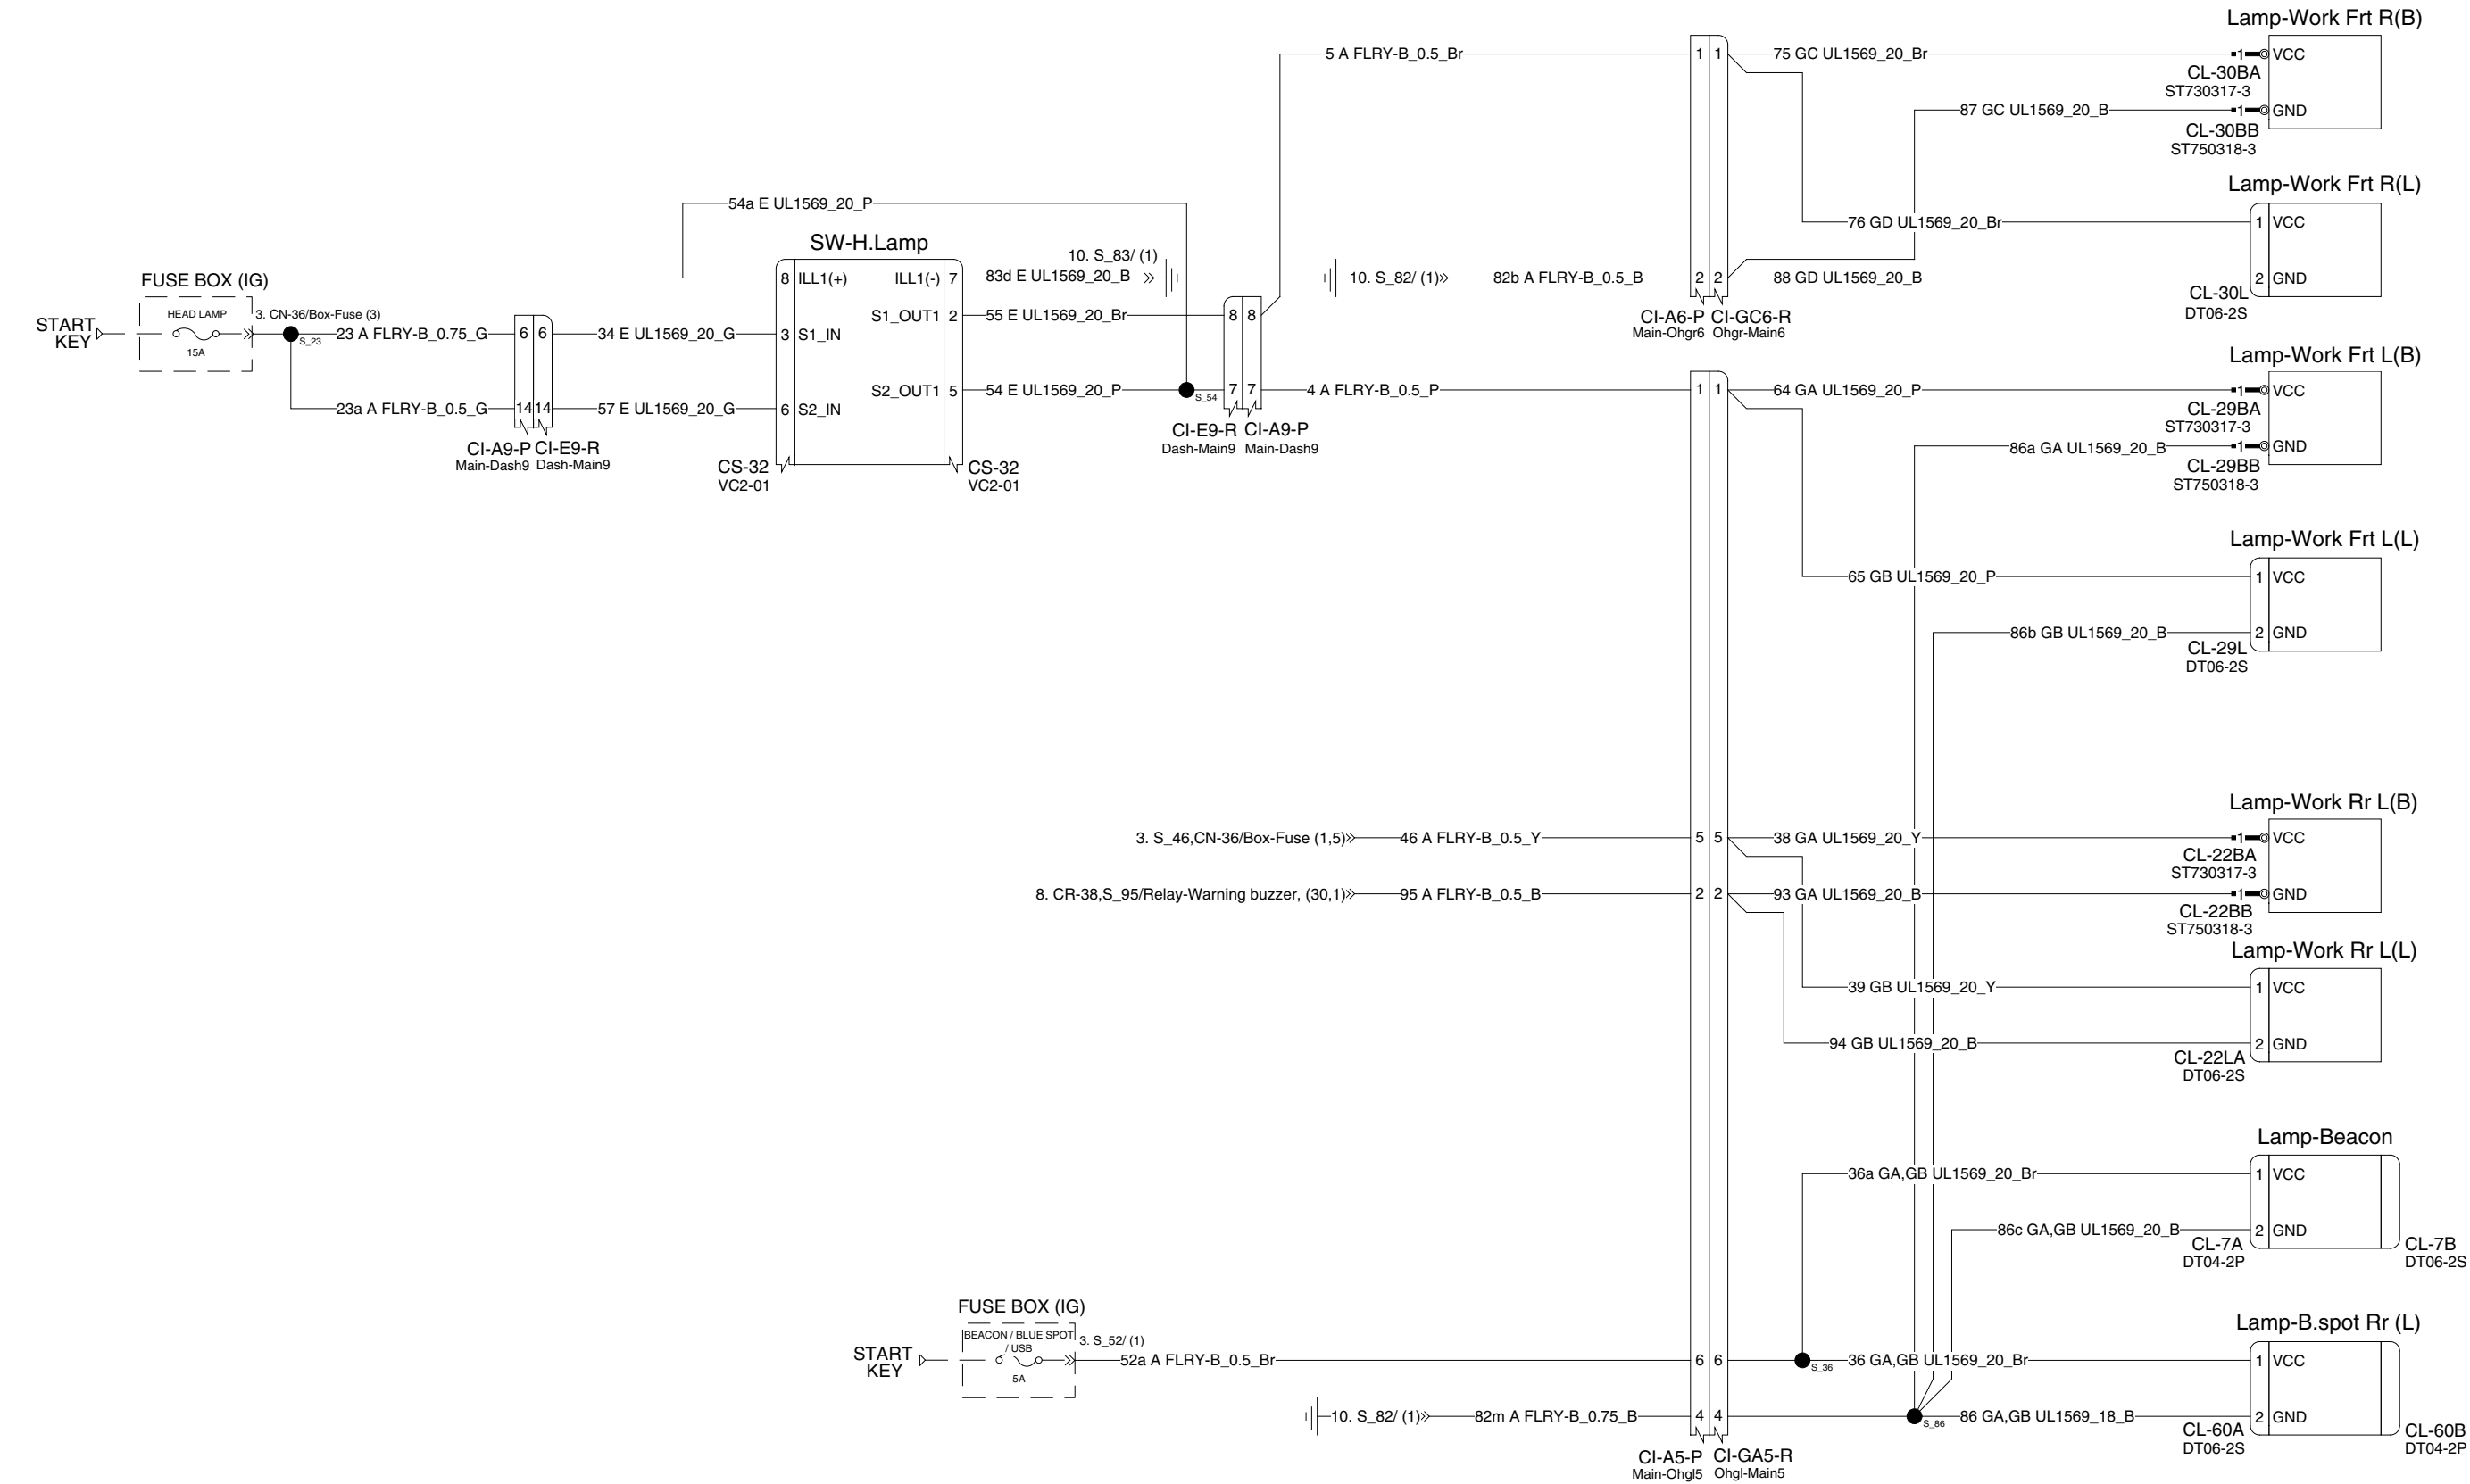 Lamp-Work Frt R(B)
5 A FLRY-B_0.5_Br
1 1
75 GC UL1569_20_Br
1
VCC
CL-30BA
ST730317-3
87 GC UL1569_20_B
1
GND
CL-30BB
ST750318-3
Lamp-Work Frt R(L)
54a E UL1569_20_P
76 GD UL1569_20_Br
1 VCC
SW-H.Lamp
10. S_83/ (1)
8 ILL1(+)
ILL1(-) 7
83d E UL1569_20_B
10. S_82/ (1)
82b A FLRY-B_0.5_B
2 2
88 GD UL1569_20_B
2 GND
CL-30L
DT06-2S
FUSE BOX (IG)
HEAD LAMP
15A
3. CN-36/Box-Fuse (3)
START
KEY
S_23
23 A FLRY-B_0.75_G
6 6
34 E UL1569_20_G
3 S1_IN
S1_OUT1 2
55 E UL1569_20_Br
8 8
CI-A6-P CI-GC6-R
Main-Ohgr6 Ohgr-Main6
Lamp-Work Frt L(B)
23a A FLRY-B_0.5_G
14 14
57 E UL1569_20_G
6 S2_IN
S2_OUT1 5
54 E UL1569_20_P
S_54
7 7
4 A FLRY-B_0.5_P
1 1
64 GA UL1569_20_P
1
VCC
CL-29BA
ST730317-3
CI-A9-P CI-E9-R
Main-Dash9 Dash-Main9
CS-32
VC2-01
CS-32
VC2-01
CI-E9-R CI-A9-P
Dash-Main9 Main-Dash9
86a GA UL1569_20_B
1
GND
CL-29BB
ST750318-3
Lamp-Work Frt L(L)
65 GB UL1569_20_P
1 VCC
86b GB UL1569_20_B
2 GND
CL-29L
DT06-2S
Lamp-Work Rr L(B)
3. S_46,CN-36/Box-Fuse (1,5)
46 A FLRY-B_0.5_Y
5 5
38 GA UL1569_20_Y
1
VCC
CL-22BA
ST730317-3
8. CR-38,S_95/Relay-Warning buzzer, (30,1)
95 A FLRY-B_0.5_B
2 2
93 GA UL1569_20_B
1
GND
CL-22BB
ST750318-3
Lamp-Work Rr L(L)
39 GB UL1569_20_Y
1 VCC
94 GB UL1569_20_B
2 GND
CL-22LA
DT06-2S
Lamp-Beacon
36a GA,GB UL1569_20_Br
1 VCC
86c GA,GB UL1569_20_B
2 GND
CL-7A
DT04-2P
CL-7B
DT06-2S
FUSE BOX (IG)
BEACON / BLUE SPOT
/ USB
5A
3. S_52/ (1)
START
KEY
52a A FLRY-B_0.5_Br
6 6
S_36
36 GA,GB UL1569_20_Br
Lamp-B.spot Rr (L)
1 VCC
10. S_82/ (1)
82m A FLRY-B_0.75_B
4 4
S_86
86 GA,GB UL1569_18_B
2 GND
CL-60A
DT06-2S
CL-60B
DT04-2P
CI-A5-P CI-GA5-R
Main-Ohgl5 Ohgl-Main5